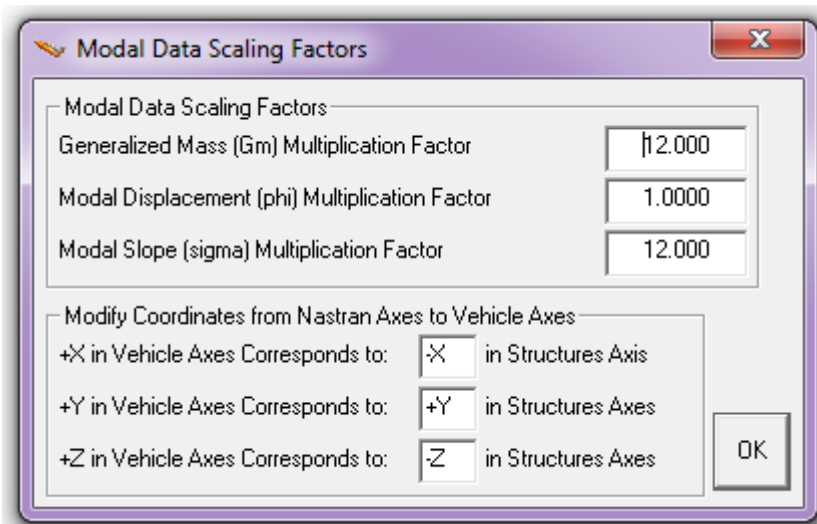 Modal Data Scaling Factors
Modal Data Scaling Factors
Generalized Mass (Gm) Multiplication Factor 12.000
Modal Displacement (phi) Multiplication Factor 1.0000
Modal Slope (sigma) Multiplication Factor 12.000
Modify Coordinates from Nastran Axes to Vehicle Axes
+X in Vehicle Axes Corresponds to: -X in Structures Axis
+Y in Vehicle Axes Corresponds to: +Y in Structures Axes
+Z in Vehicle Axes Corresponds to: -Z in Structures Axes
OK